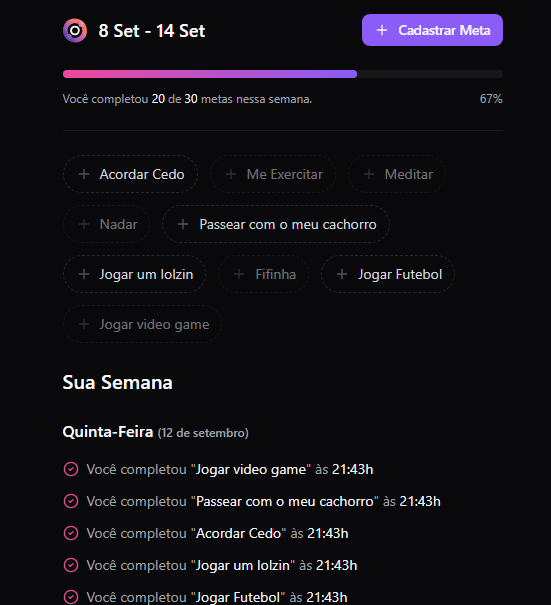 8 Set - 14 Set
Cadastrar Meta
Você completou 20 de 30 metas nessa semana.
67%
Acordar Cedo
Me Exercitar
Meditar
Nadar
Passear com o meu cachorro
Jogar um lolzin
Fifinha
Jogar Futebol
Jogar video game
Sua Semana
Quinta-Feira (12 de setembro)
Você completou "Jogar video game" às 21:43h
Você completou "Passear com o meu cachorro" às 21:43h
Você completou "Acordar Cedo" às 21:43h
Você completou "Jogar um lolzin" às 21:43h
Você completou "Jogar Futebol" às 21:43h